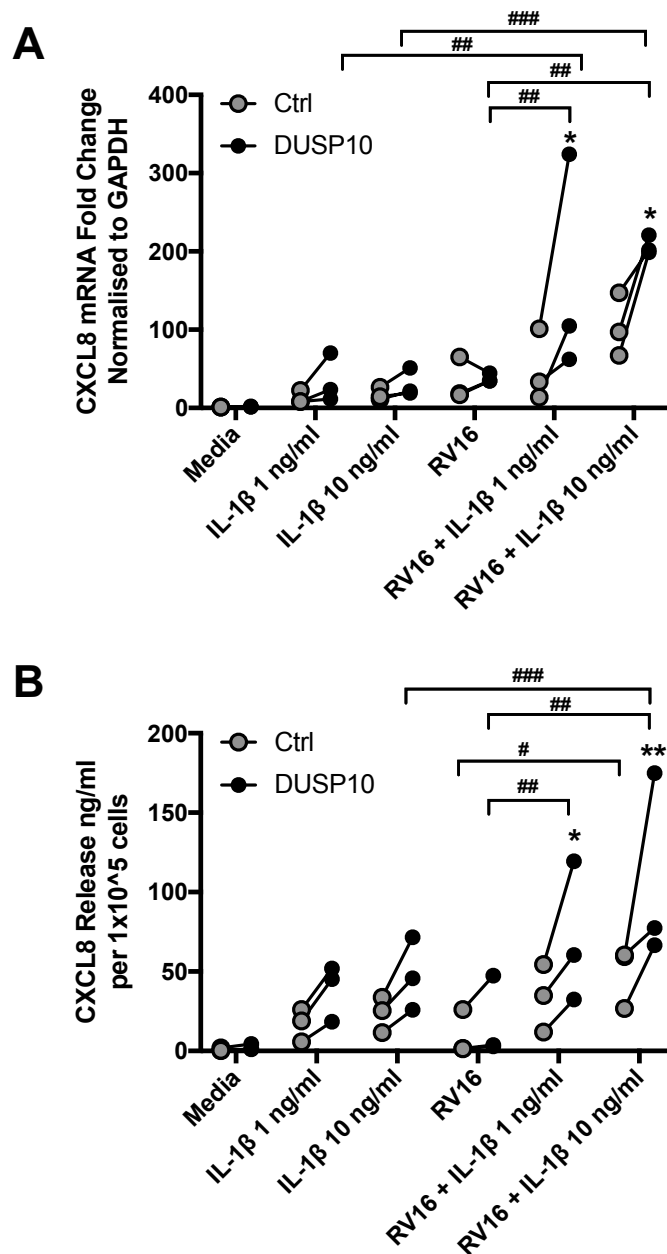 A
###
##
##
##
400
300
200
100
0
CXCL8 mRNA Fold Change
Normalised to GAPDH
Ctrl
DUSP10
*
*
Media
IL-1β 1 ng/ml
IL-1β 10 ng/ml
RV16
RV16 + IL-1β 1 ng/ml
RV16 + IL-1β 10 ng/ml
B
###
##
#
##
200
150
100
50
0
CXCL8 Release ng/ml
per 1x10^5 cells
Ctrl
DUSP10
**
*
Media
IL-1β 1 ng/ml
IL-1β 10 ng/ml
RV16
RV16 + IL-1β 1 ng/ml
RV16 + IL-1β 10 ng/ml